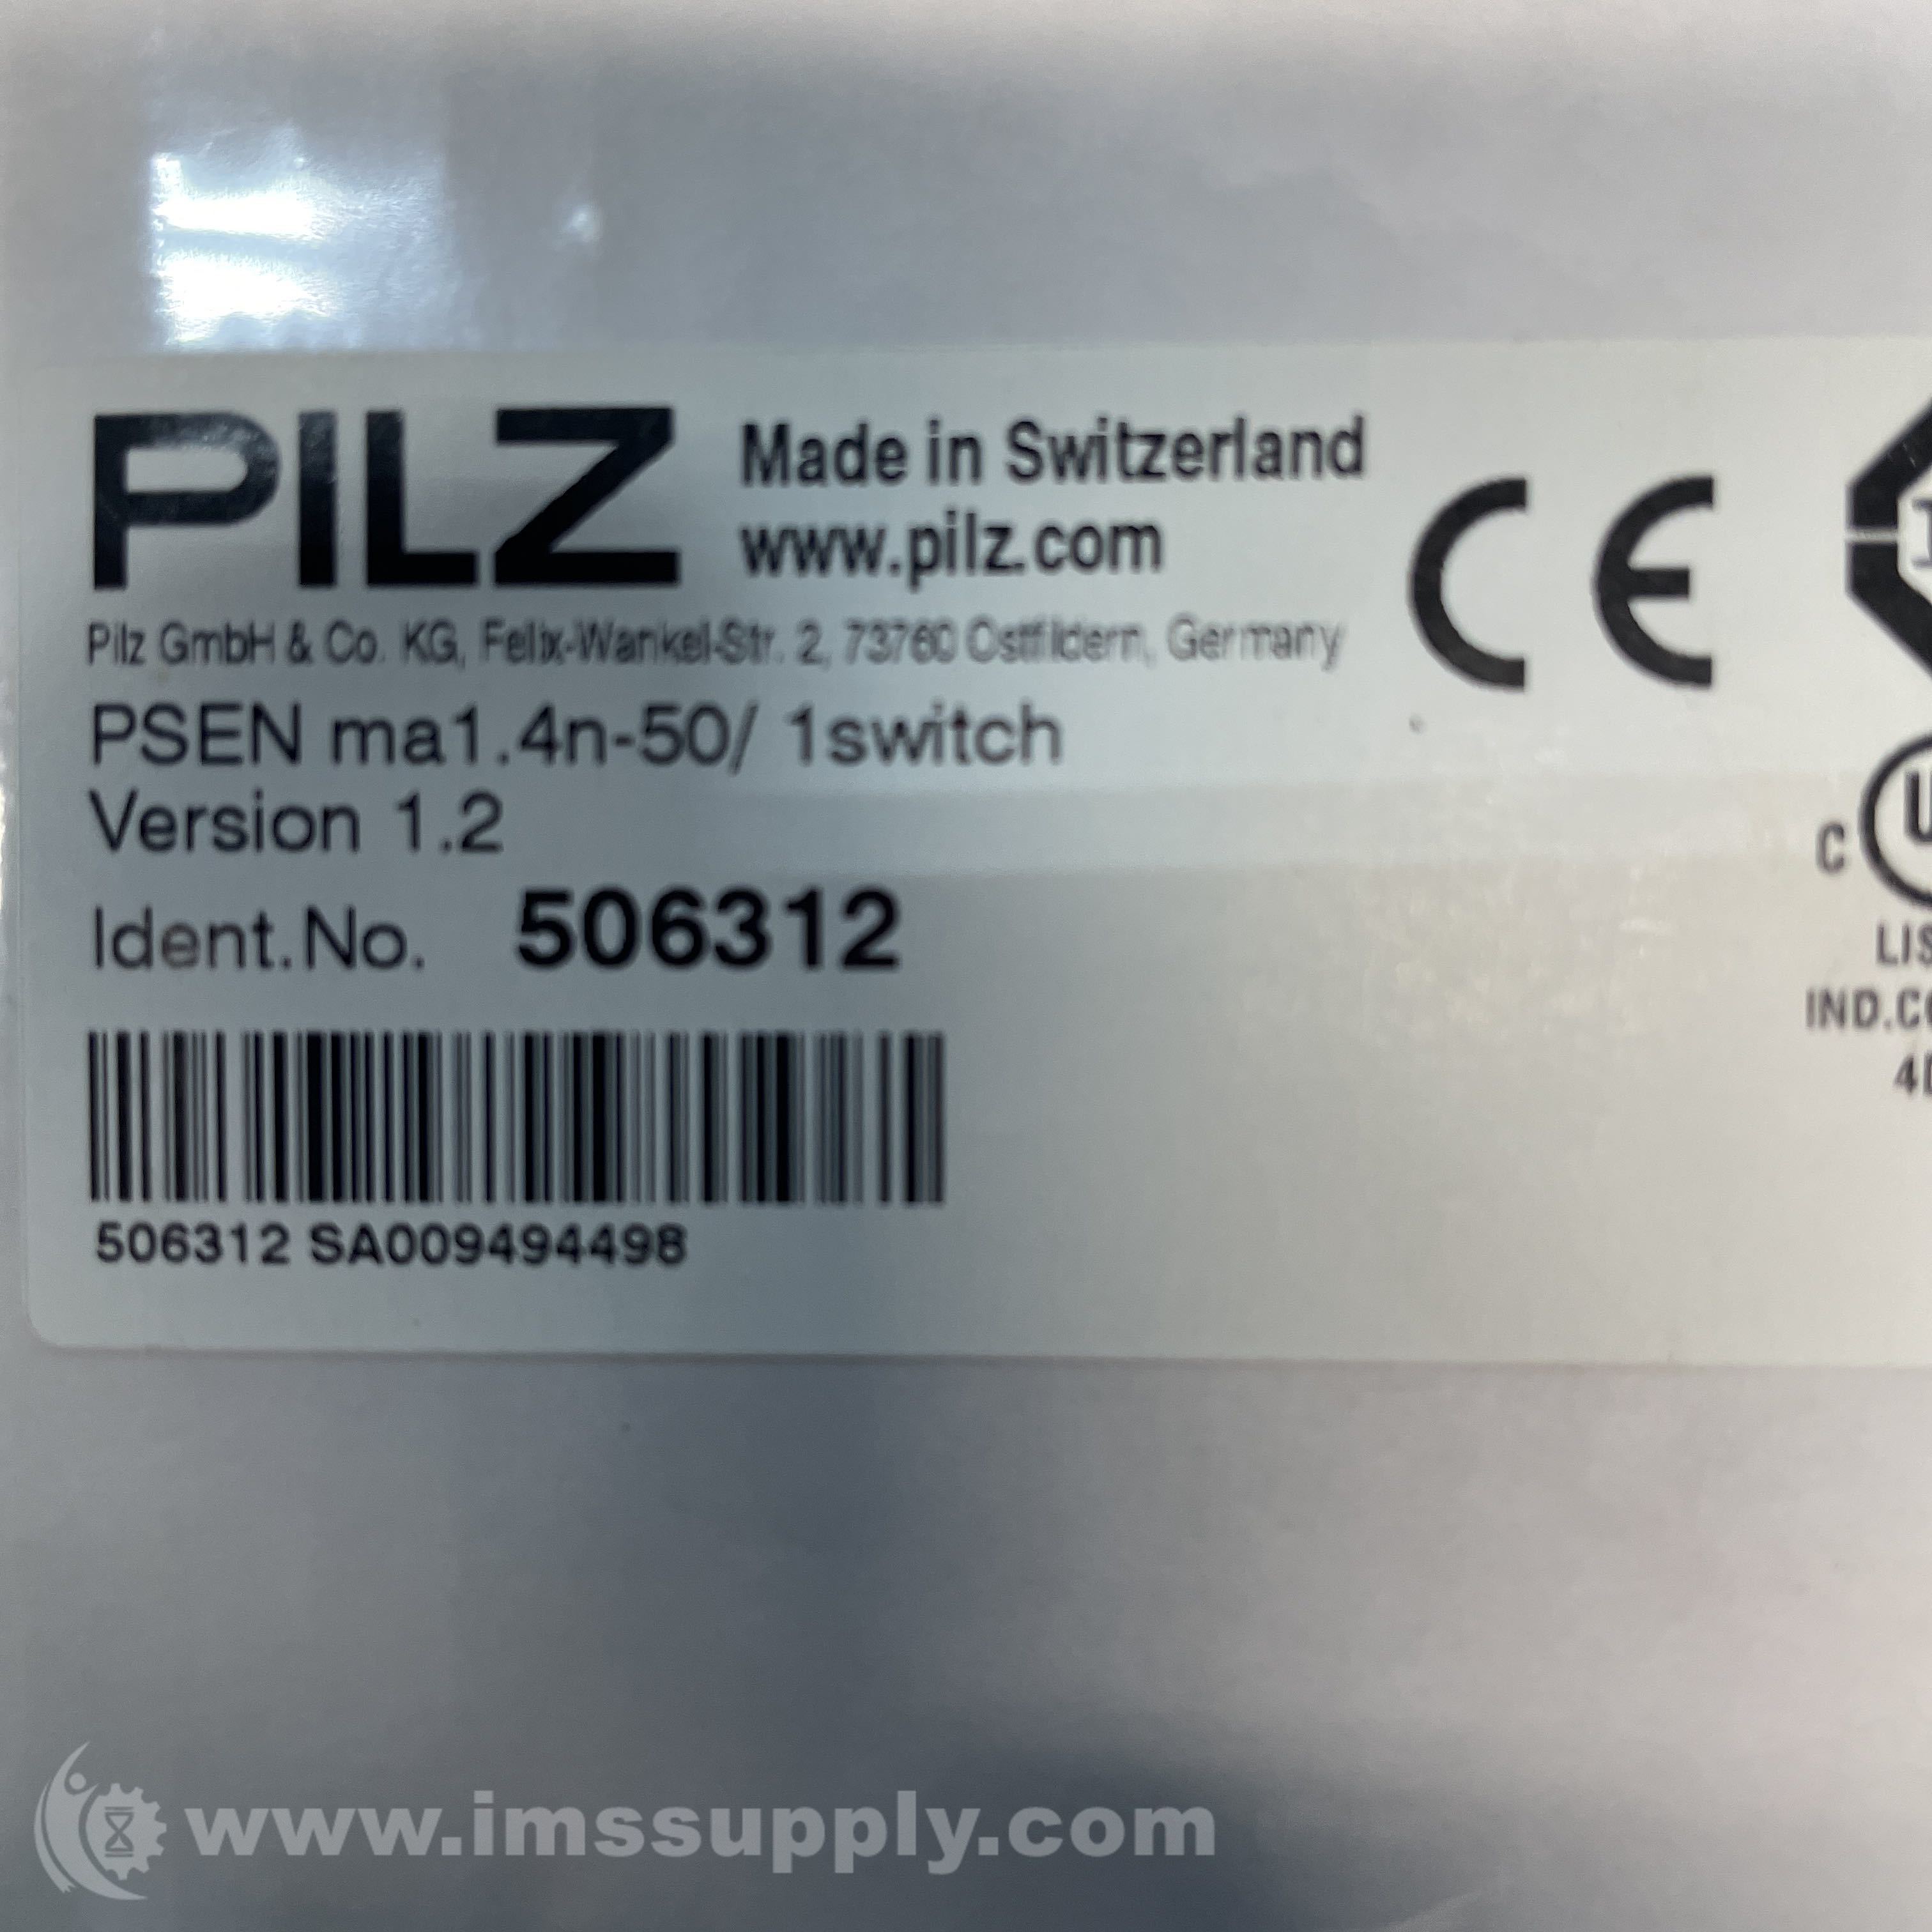 PILZ
Made in Switzerland
www.pilz.com
CE
Pilz GmbH & Co. KG, Felix-Wankel-Str. 2, 73760 Ostfildern, Germany
PSEN ma1.4n-50/ 1switch
Version 1.2
Ident.No. 506312
C
506312 SA009494498
www.imssupply.com